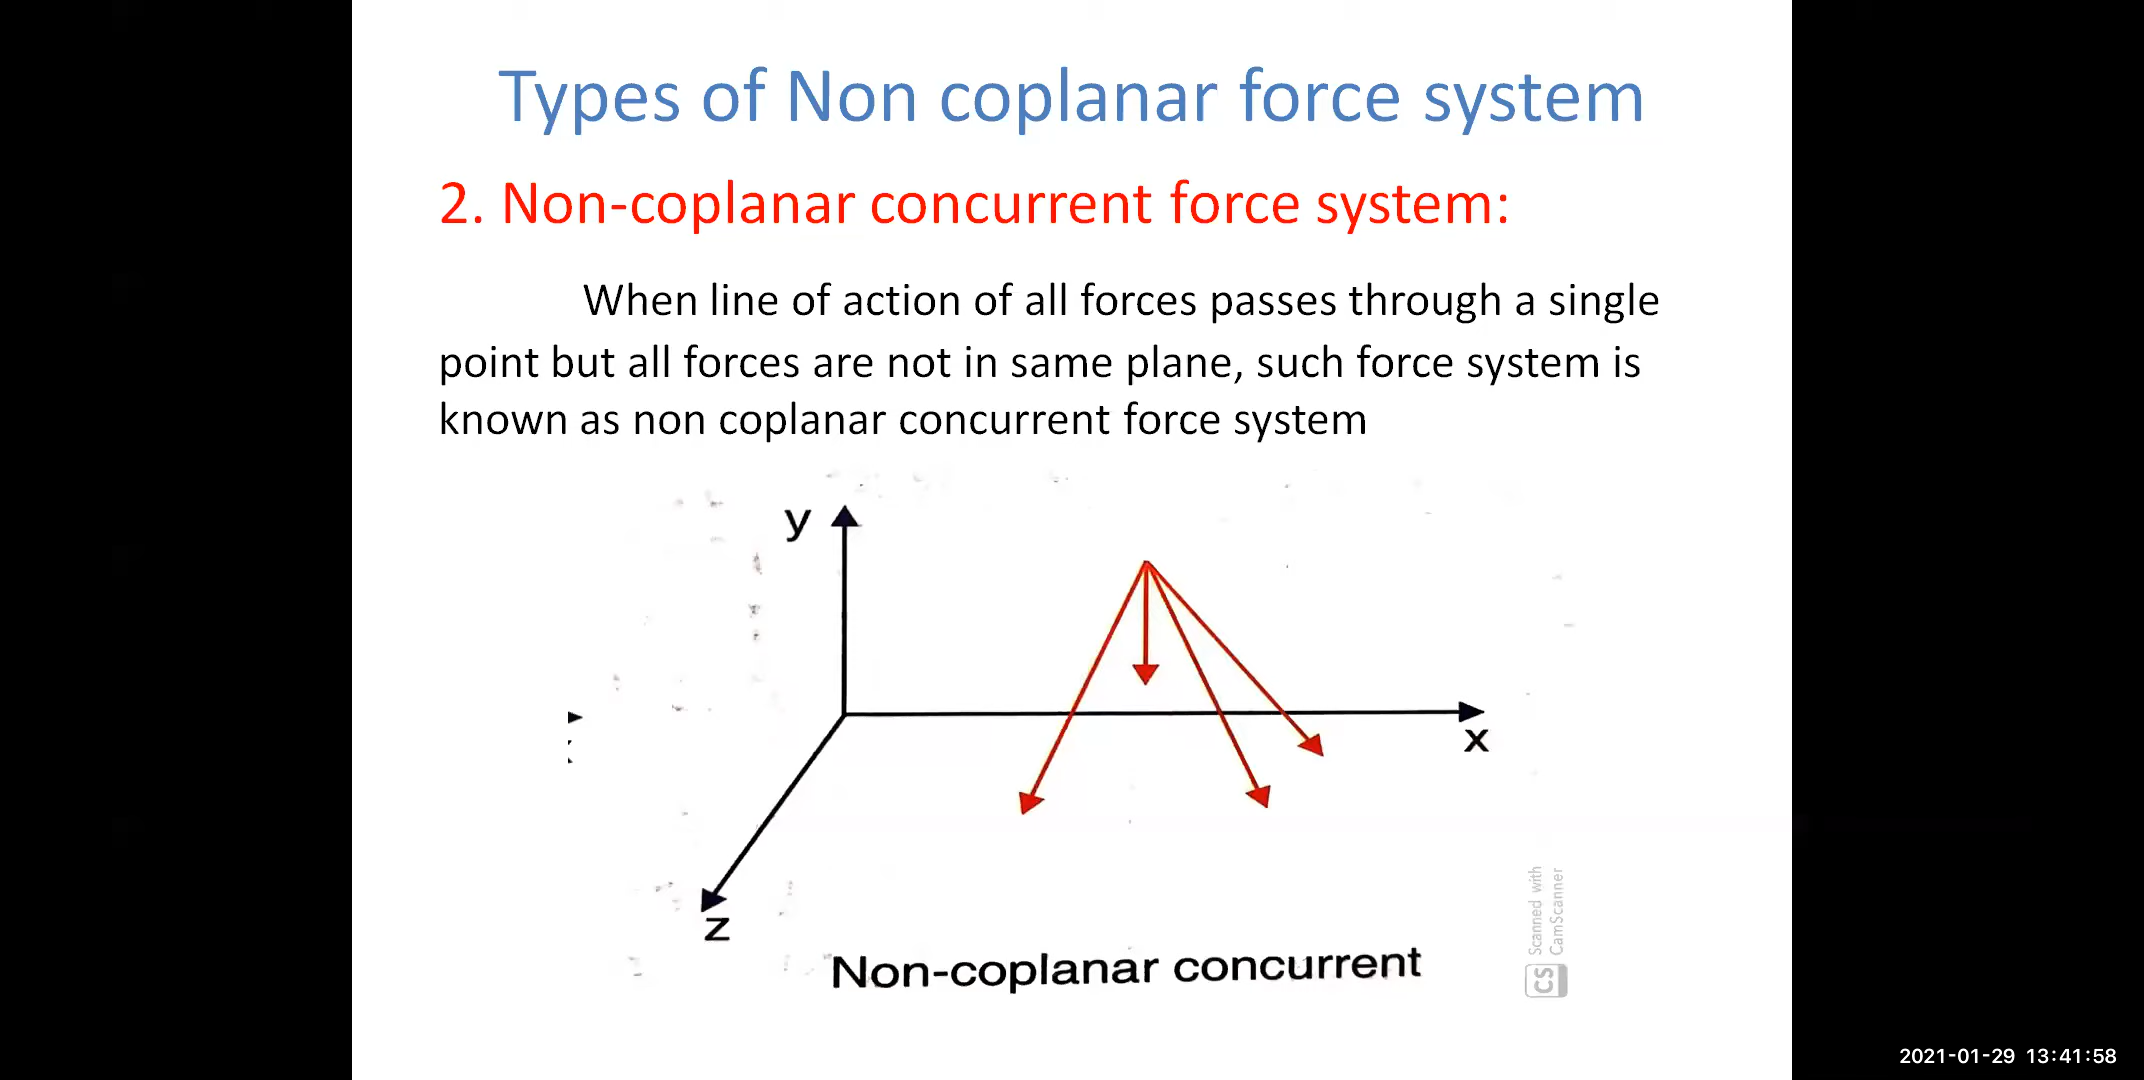 Types of Non coplanar force system
2. Non-coplanar concurrent force system:
When line of action of all forces passes through a single
point but all forces are not in same plane, such force system is
known as non coplanar concurrent force system
y
x
z
Non-coplanar concurrent
Scanned with
CamScanner
CS
2021-01-29 13:41:58